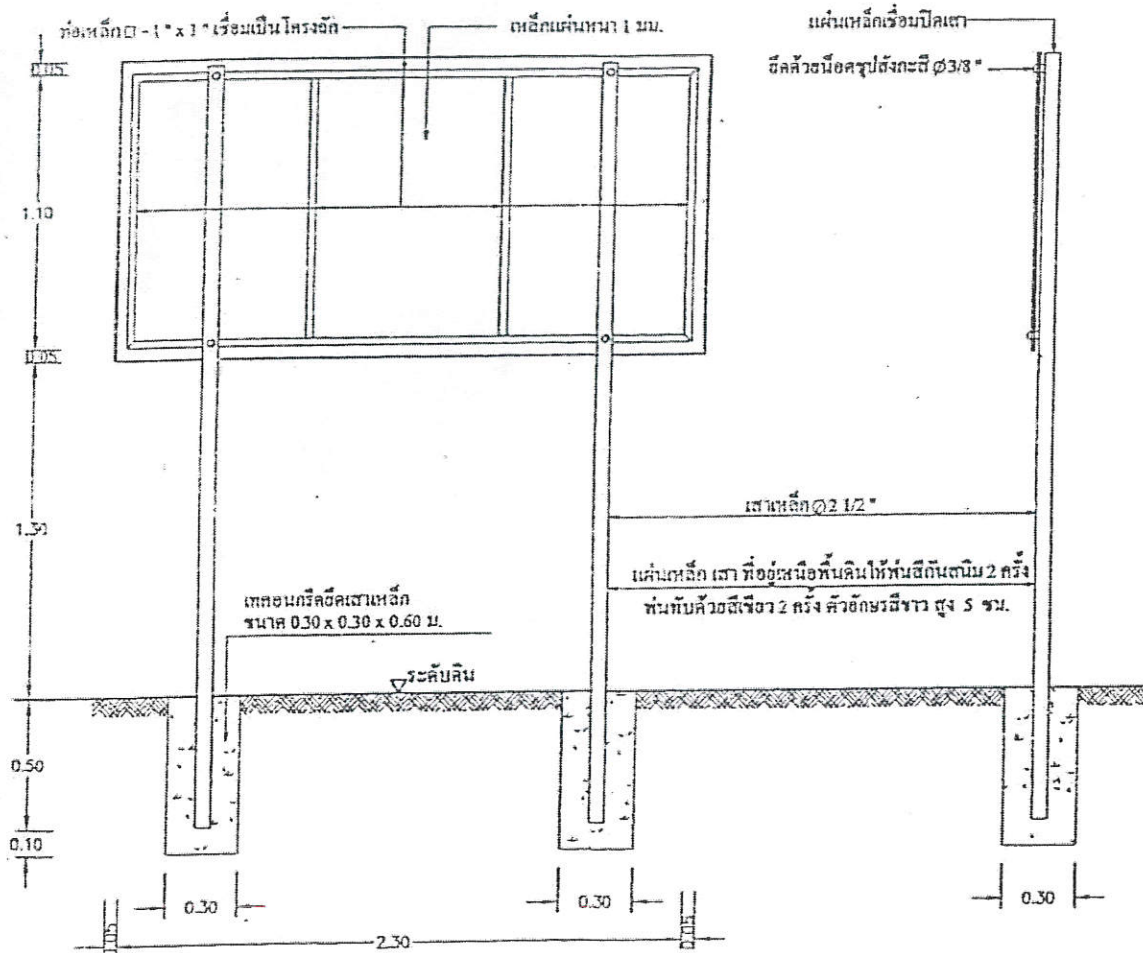 ท่อเหล็ก □ - 1 " x 1 " เชื่อมเป็นโครงยึด
เหล็กแผ่นหนา 1 มม.
แผ่นเหล็กเชื่อมปิดเสา
ยึดด้วยน๊อตชุปสังกะสี Ø 3/8 "
0.05
1.10
0.05
1.30
เสาเหล็ก Ø 2 1/2 "
แผ่นเหล็ก เสา ที่อยู่เหนือพื้นดินให้พ่นสีกันสนิม 2 ครั้ง
พ่นทับด้วยสีเขียว 2 ครั้ง ตัวอักษรสีขาว สูง 5 ซม.
เทคอนกรีตยึดเสาเหล็ก
ขนาด 0.30 x 0.30 x 0.60 ม.
ระดับดิน
0.50
0.10
0.30
0.30
0.30
0.05
2.30
0.05